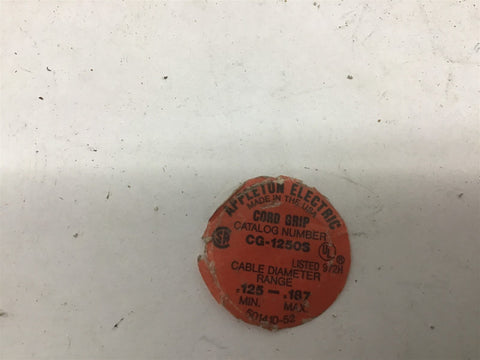 APPLETON ELECTRIC
MADE IN THE U.S.A.
CORD GRIP
CATALOG NUMBER
CG-1250S
LISTED 972H
CABLE DIAMETER
RANGE
.125 — .187
MIN. MAX.